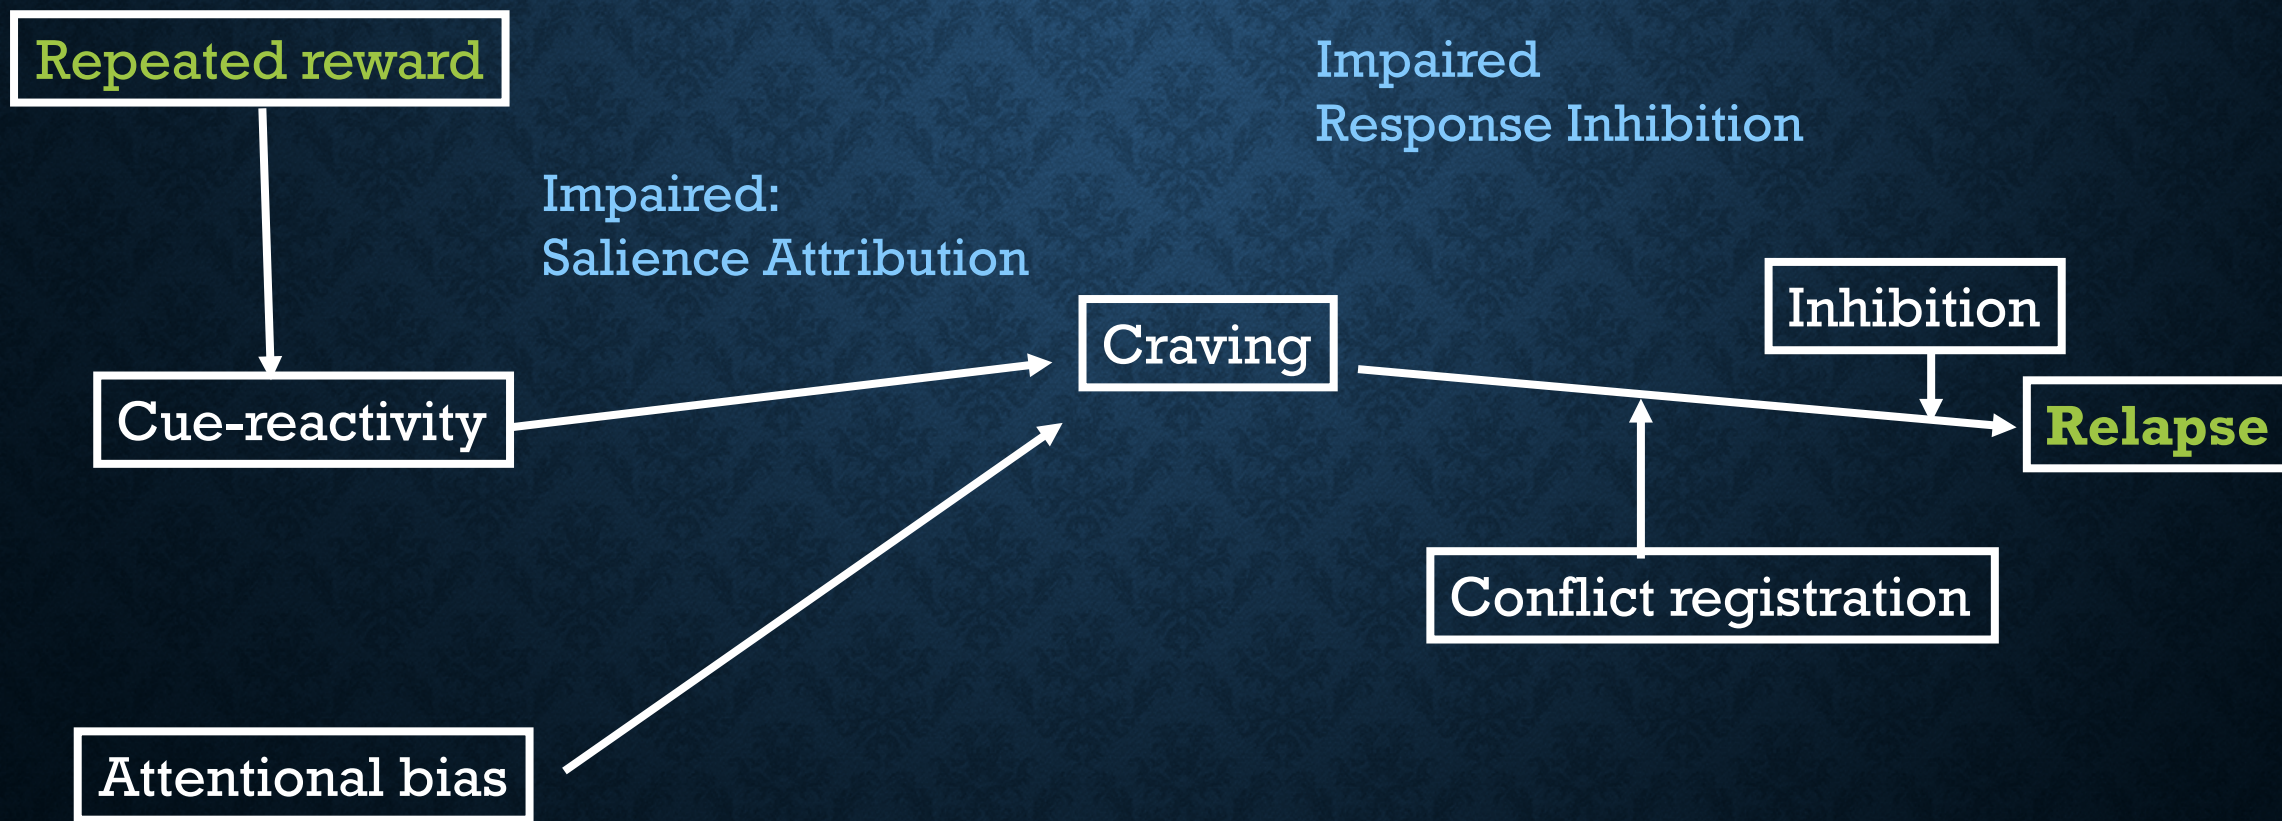 Repeated reward
Impaired
Response Inhibition
Impaired:
Salience Attribution
Inhibition
Craving
Cue-reactivity
Relapse
Conflict registration
Attentional bias